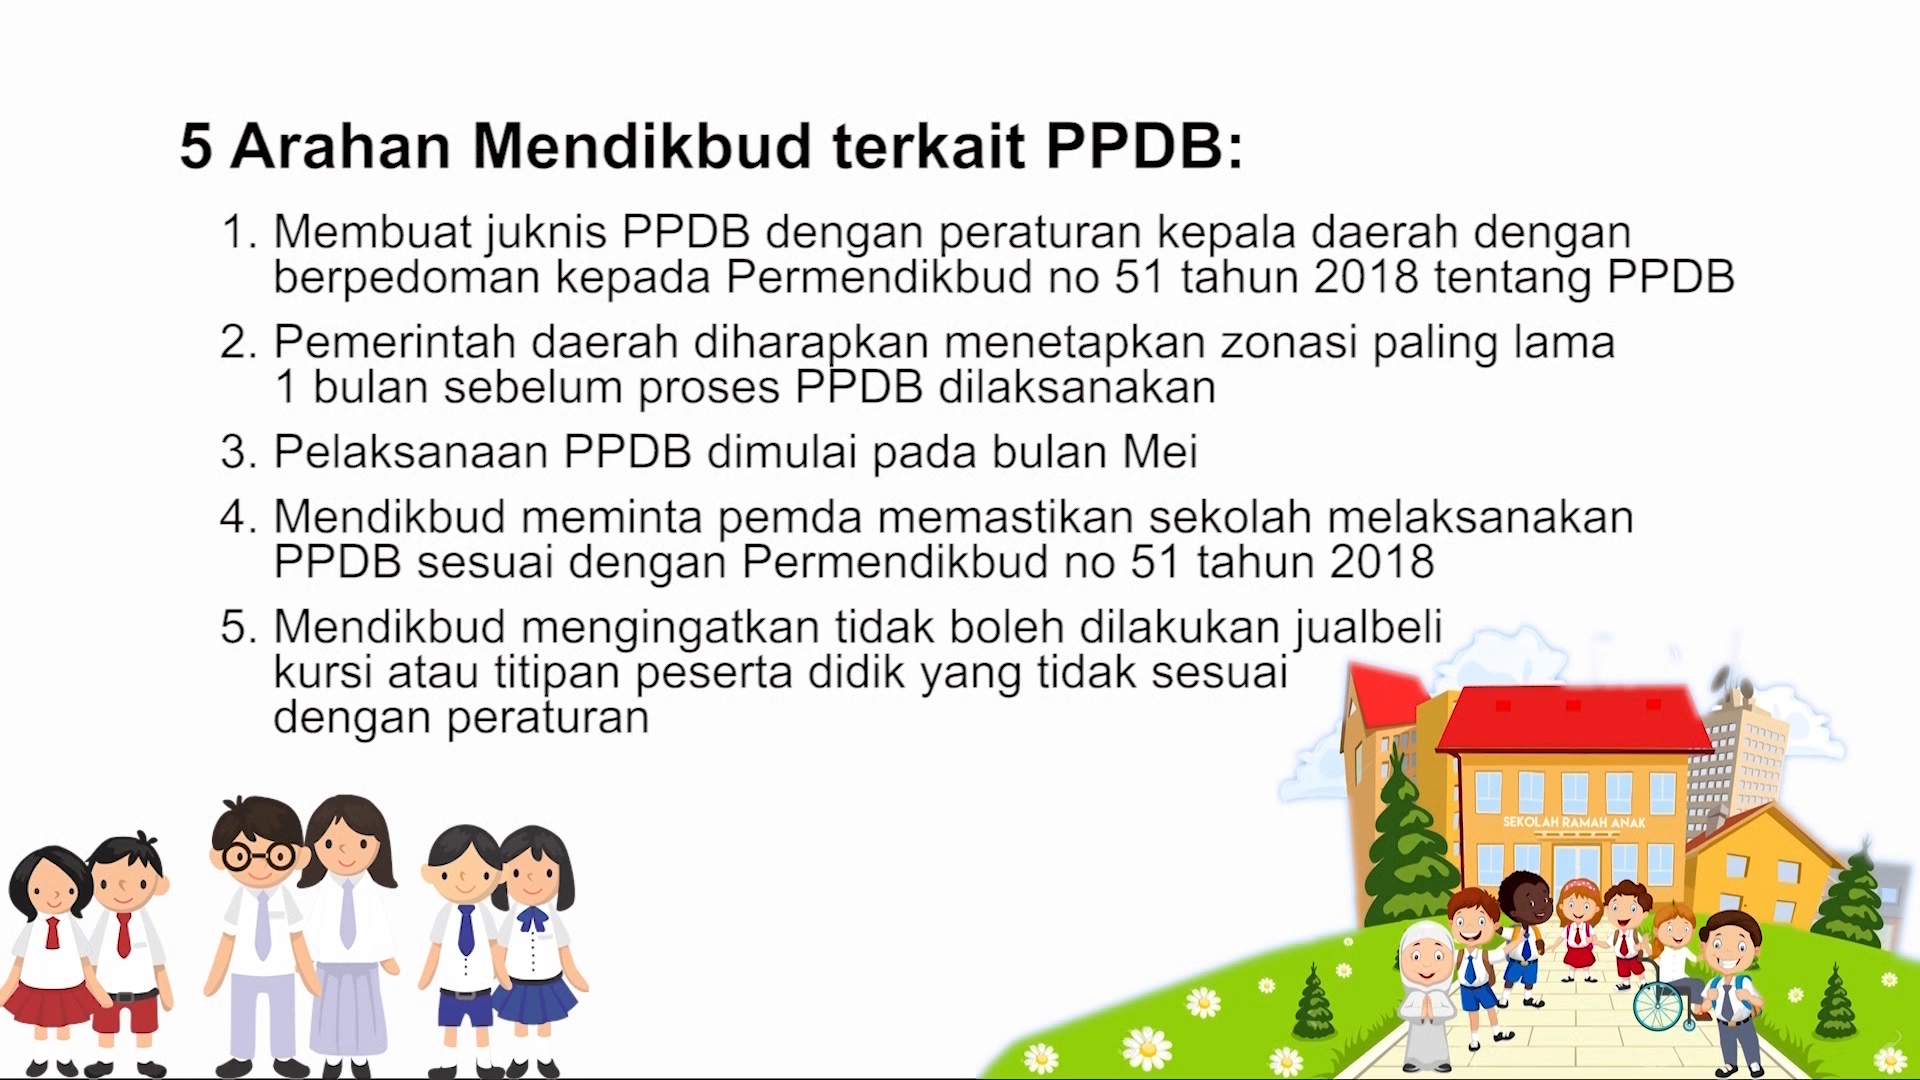 5 Arahan Mendikbud terkait PPDB:
1. Membuat juknis PPDB dengan peraturan kepala daerah dengan
berpedoman kepada Permendikbud no 51 tahun 2018 tentang PPDB
2. Pemerintah daerah diharapkan menetapkan zonasi paling lama
1 bulan sebelum proses PPDB dilaksanakan
3. Pelaksanaan PPDB dimulai pada bulan Mei
4. Mendikbud meminta pemda memastikan sekolah melaksanakan
PPDB sesuai dengan Permendikbud no 51 tahun 2018
5. Mendikbud mengingatkan tidak boleh dilakukan jualbeli
kursi atau titipan peserta didik yang tidak sesuai
dengan peraturan
SEKOLAH RAMAH ANAK